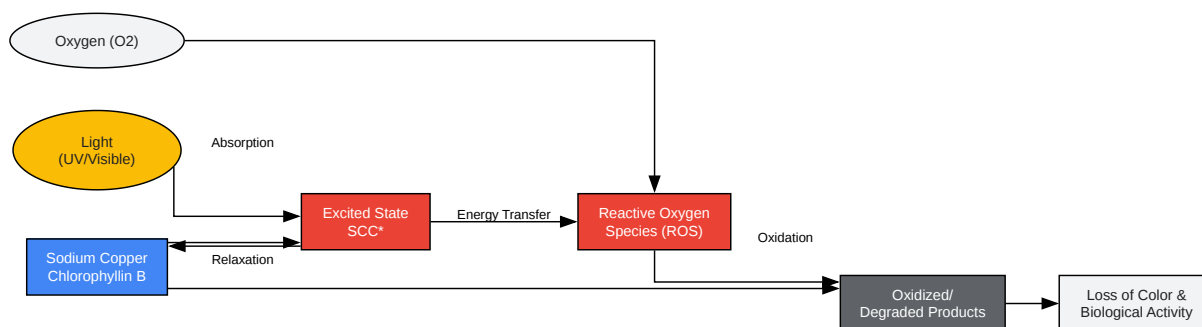 Oxygen (O2)
Light
(UV/Visible)
Absorption
Excited State
SCC*
Energy Transfer
Reactive Oxygen
Species (ROS)
Oxidation
Sodium Copper
Chlorophyllin B
Relaxation
Oxidized/
Degraded Products
Loss of Color &
Biological Activity